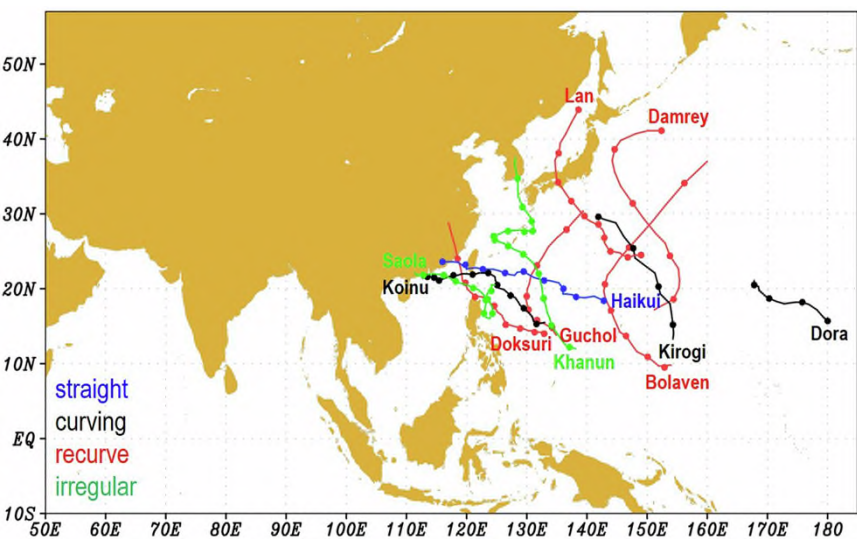 50N
Lan
Damrey
40N
30N
Saola
20N
Koinu
Haikui
Dora
Guchol
Kirogi
Doksuri
Khanun
10N
Bolaven
straight
curving
EQ
recurve
irregular
10S
50E 60E 70E 80E 90E 100E 110E 120E 130E 140E 150E 160E 170E 180